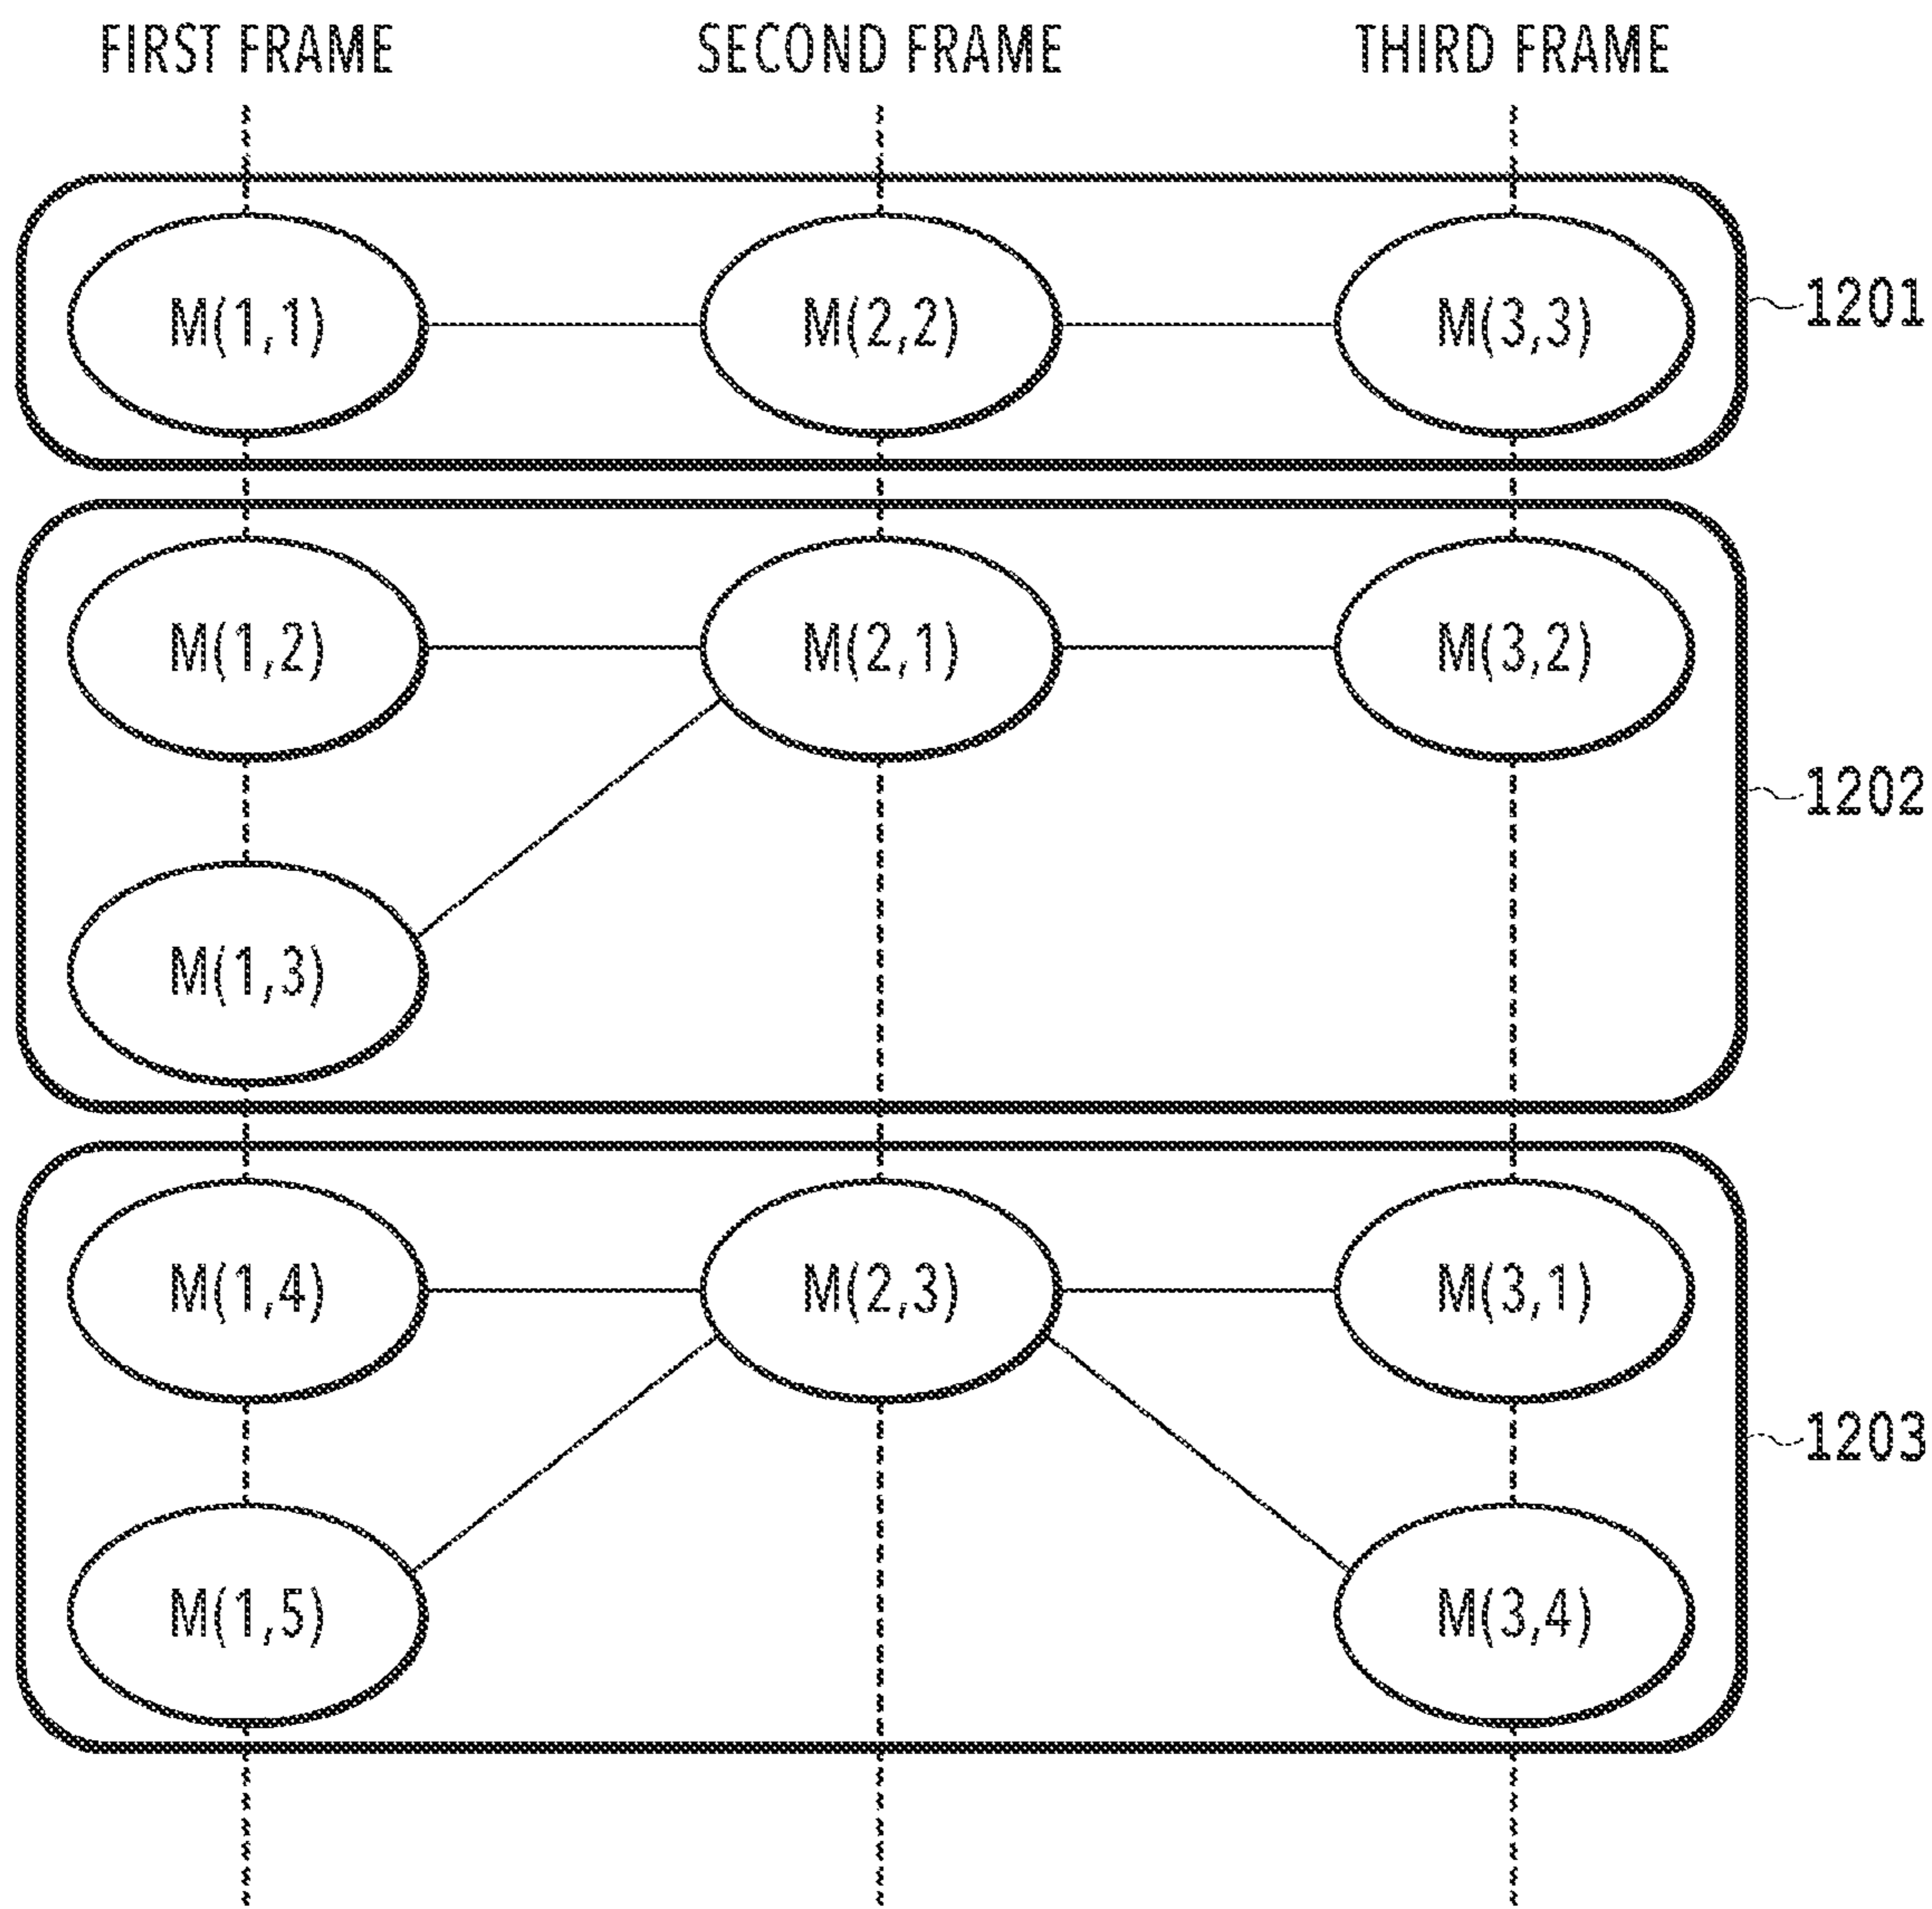 FIRST FRAME SECOND FRAME THIRD FRAME
M(1,1) M(2,2) M(3,3) 1201
M(1,2) M(2,1) M(3,2)
1202
M(1,3)
M(1,4) M(2,3) M(3,1)
1203
M(1,5) M(3,4)